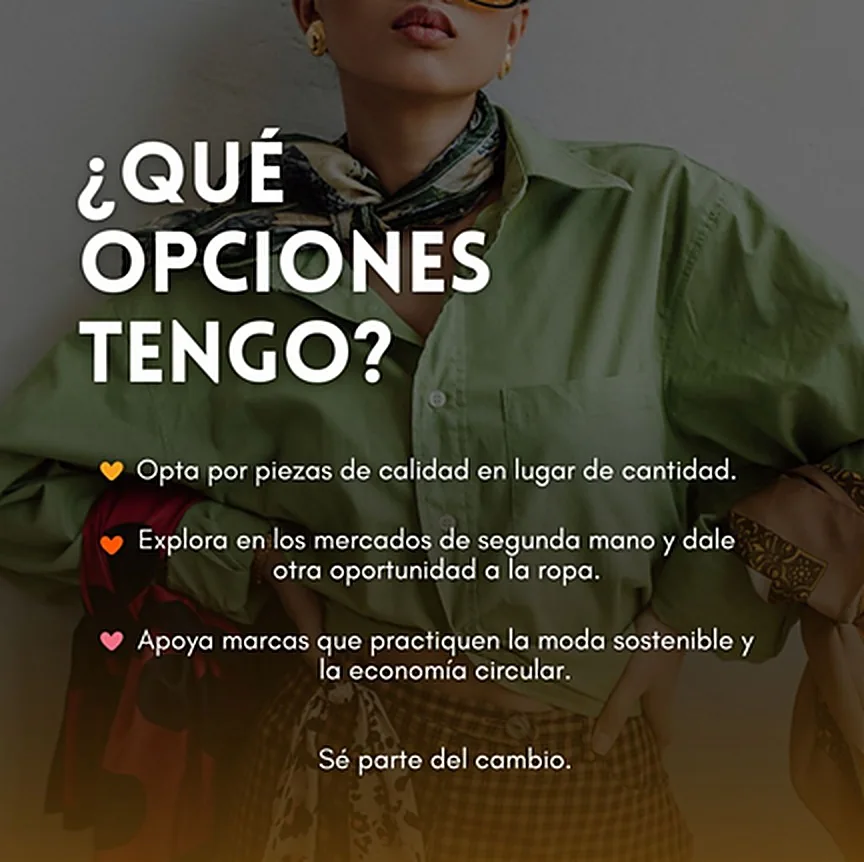 ¿QUÉ
OPCIONES
TENGO?
🧡 Opta por piezas de calidad en lugar de cantidad.
🧡 Explora en los mercados de segunda mano y dale
otra oportunidad a la ropa.
🩷 Apoya marcas que practiquen la moda sostenible y
la economía circular.
Sé parte del cambio.